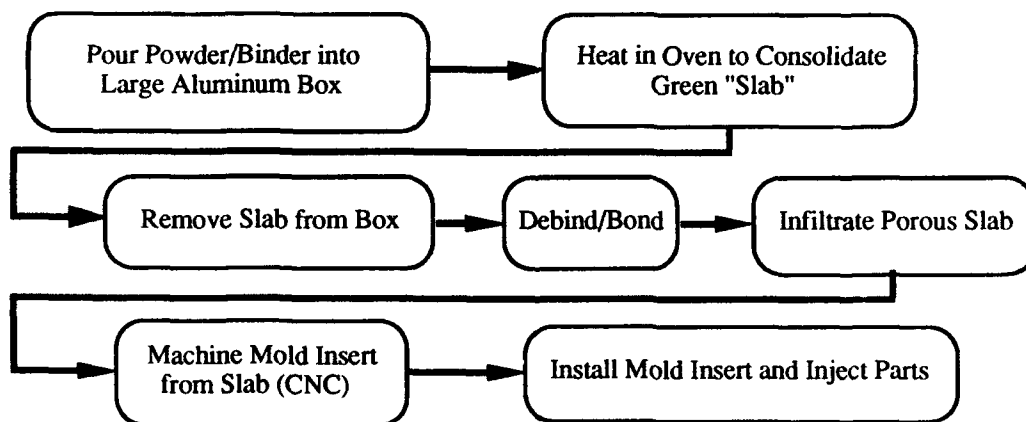 Pour Powder/Binder into
Large Aluminum Box
Heat in Oven to Consolidate
Green "Slab"
Remove Slab from Box
Debind/Bond
Infiltrate Porous Slab
Machine Mold Insert
from Slab (CNC)
Install Mold Insert and Inject Parts